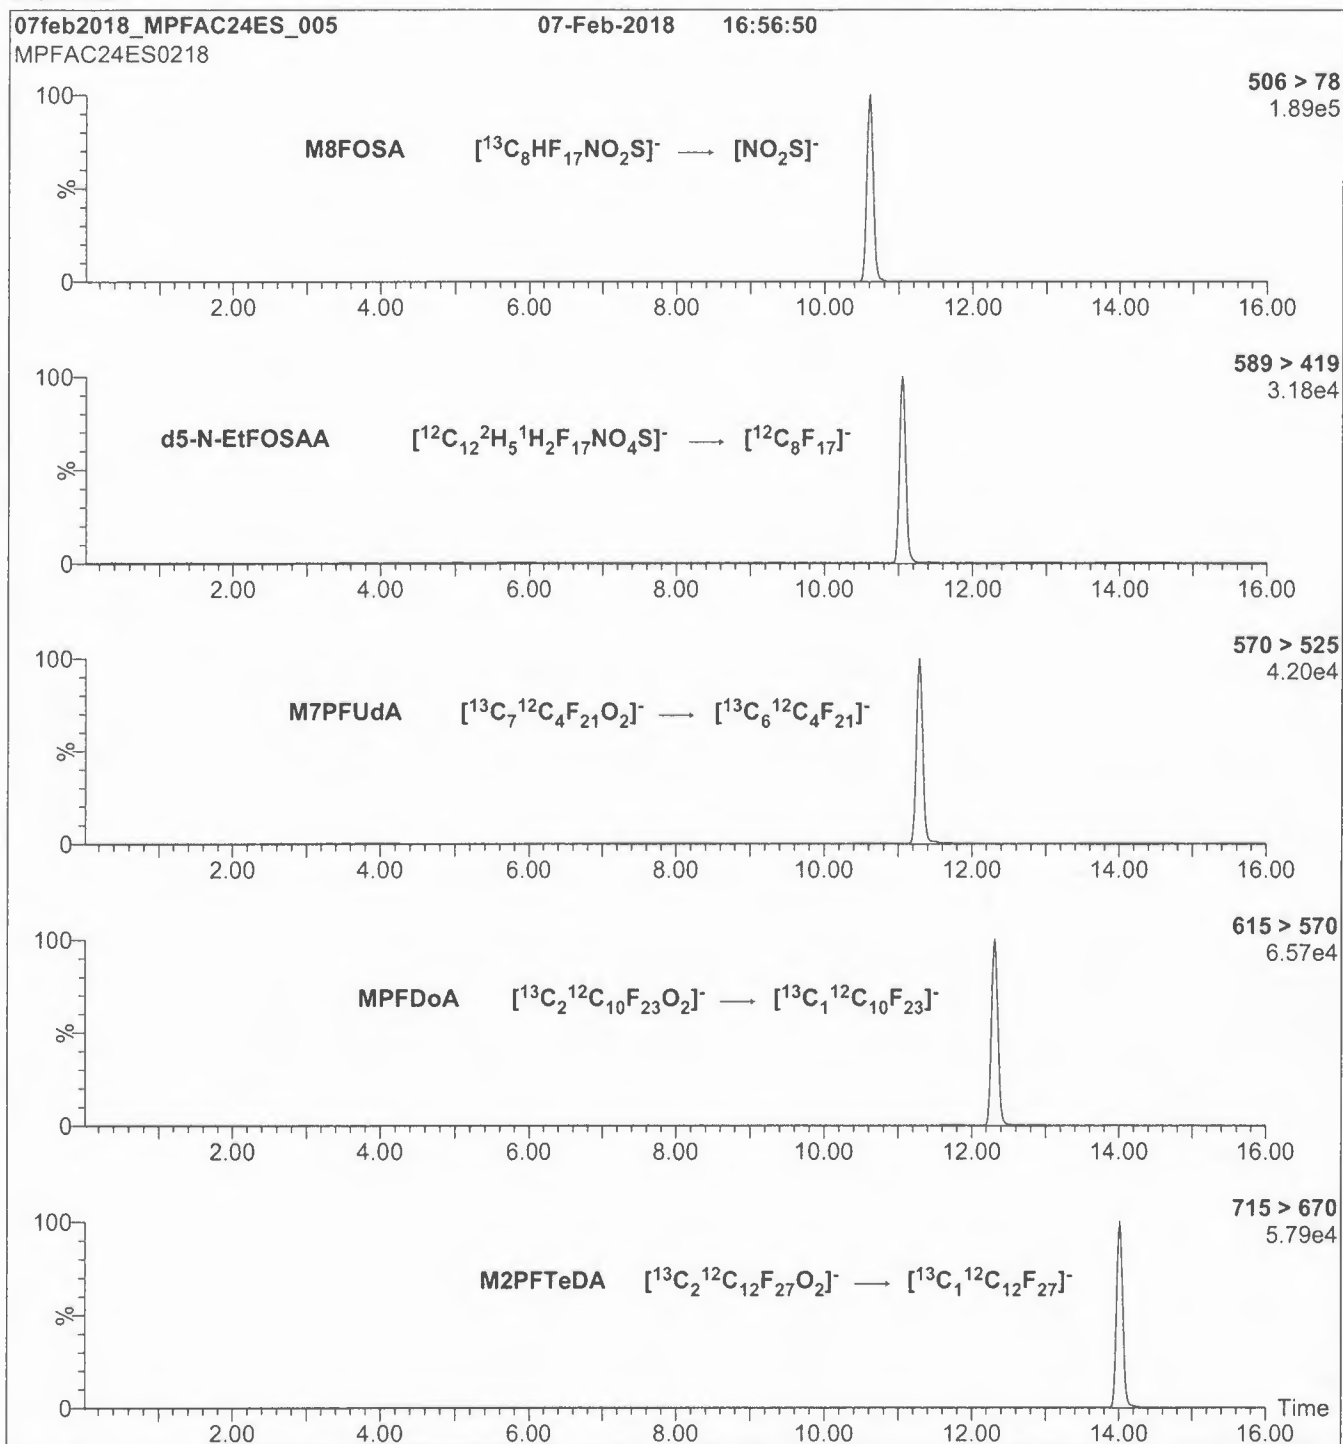 07feb2018_MPFAC24ES_005 07-Feb-2018 16:56:50
MPFAC24ES0218
506 > 78
1.89e5
100
M8FOSA [¹³C₈HF₁₇NO₂S]⁻ ⟶ [NO₂S]⁻
%
0
2.00 4.00 6.00 8.00 10.00 12.00 14.00 16.00
589 > 419
3.18e4
100
d5-N-EtFOSAA [¹²C₁₂²H₅¹H₂F₁₇NO₄S]⁻ ⟶ [¹²C₈F₁₇]⁻
%
0
2.00 4.00 6.00 8.00 10.00 12.00 14.00 16.00
570 > 525
4.20e4
100
M7PFUdA [¹³C₇¹²C₄F₂₁O₂]⁻ ⟶ [¹³C₆¹²C₄F₂₁]⁻
%
0
2.00 4.00 6.00 8.00 10.00 12.00 14.00 16.00
615 > 570
6.57e4
100
MPFDoA [¹³C₂¹²C₁₀F₂₃O₂]⁻ ⟶ [¹³C₁¹²C₁₀F₂₃]⁻
%
0
2.00 4.00 6.00 8.00 10.00 12.00 14.00 16.00
715 > 670
5.79e4
100
M2PFTeDA [¹³C₂¹²C₁₂F₂₇O₂]⁻ ⟶ [¹³C₁¹²C₁₂F₂₇]⁻
%
0
Time
2.00 4.00 6.00 8.00 10.00 12.00 14.00 16.00